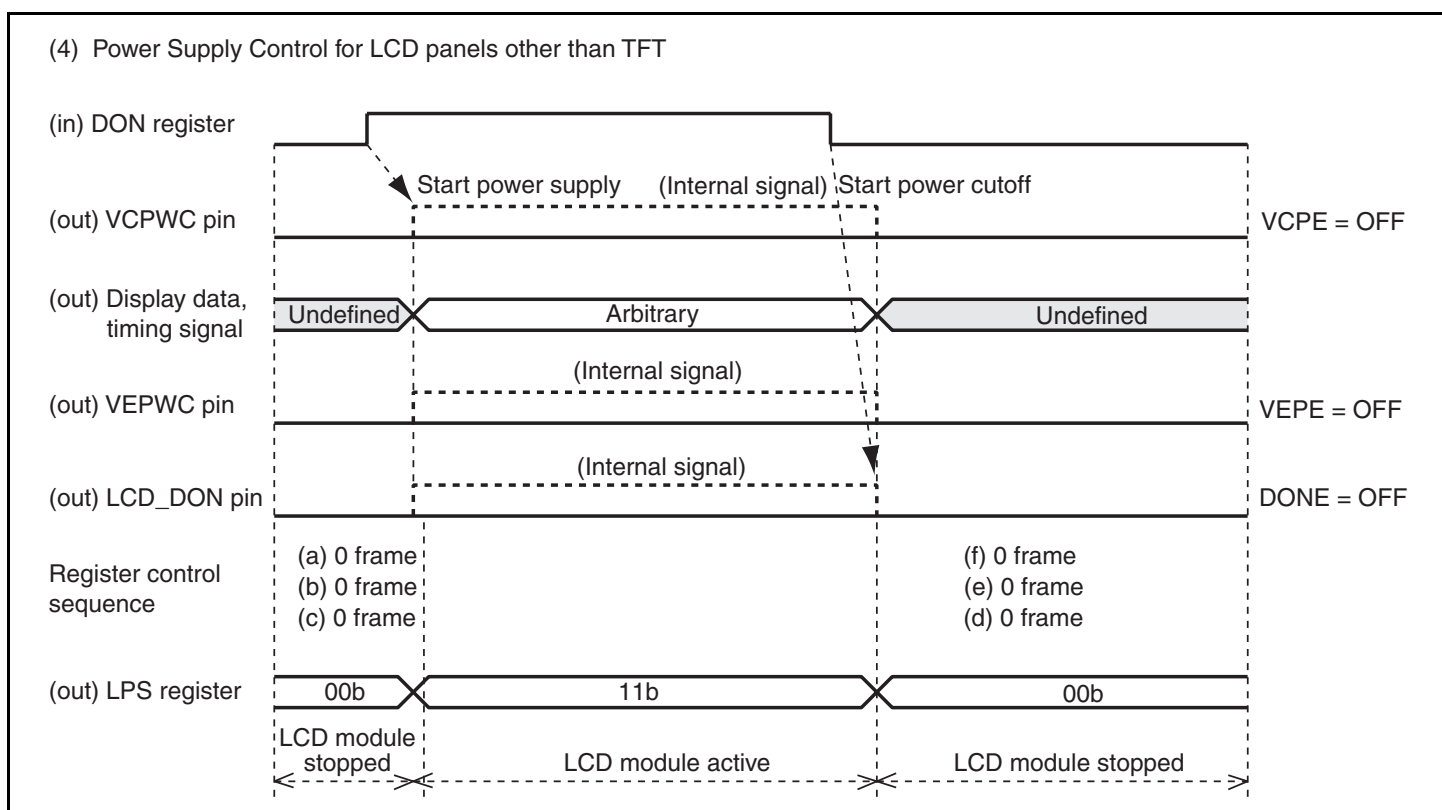 (4) Power Supply Control for LCD panels other than TFT
(in) DON register
Start power supply (Internal signal) Start power cutoff
(out) VCPWC pin VCPE = OFF
(out) Display data, timing signal
Undefined Arbitrary Undefined
(Internal signal)
(out) VEPWC pin VEPE = OFF
(Internal signal)
(out) LCD_DON pin DONE = OFF
Register control sequence
(a) 0 frame (f) 0 frame
(b) 0 frame (e) 0 frame
(c) 0 frame (d) 0 frame
(out) LPS register 00b 11b 00b
LCD module stopped LCD module active LCD module stopped